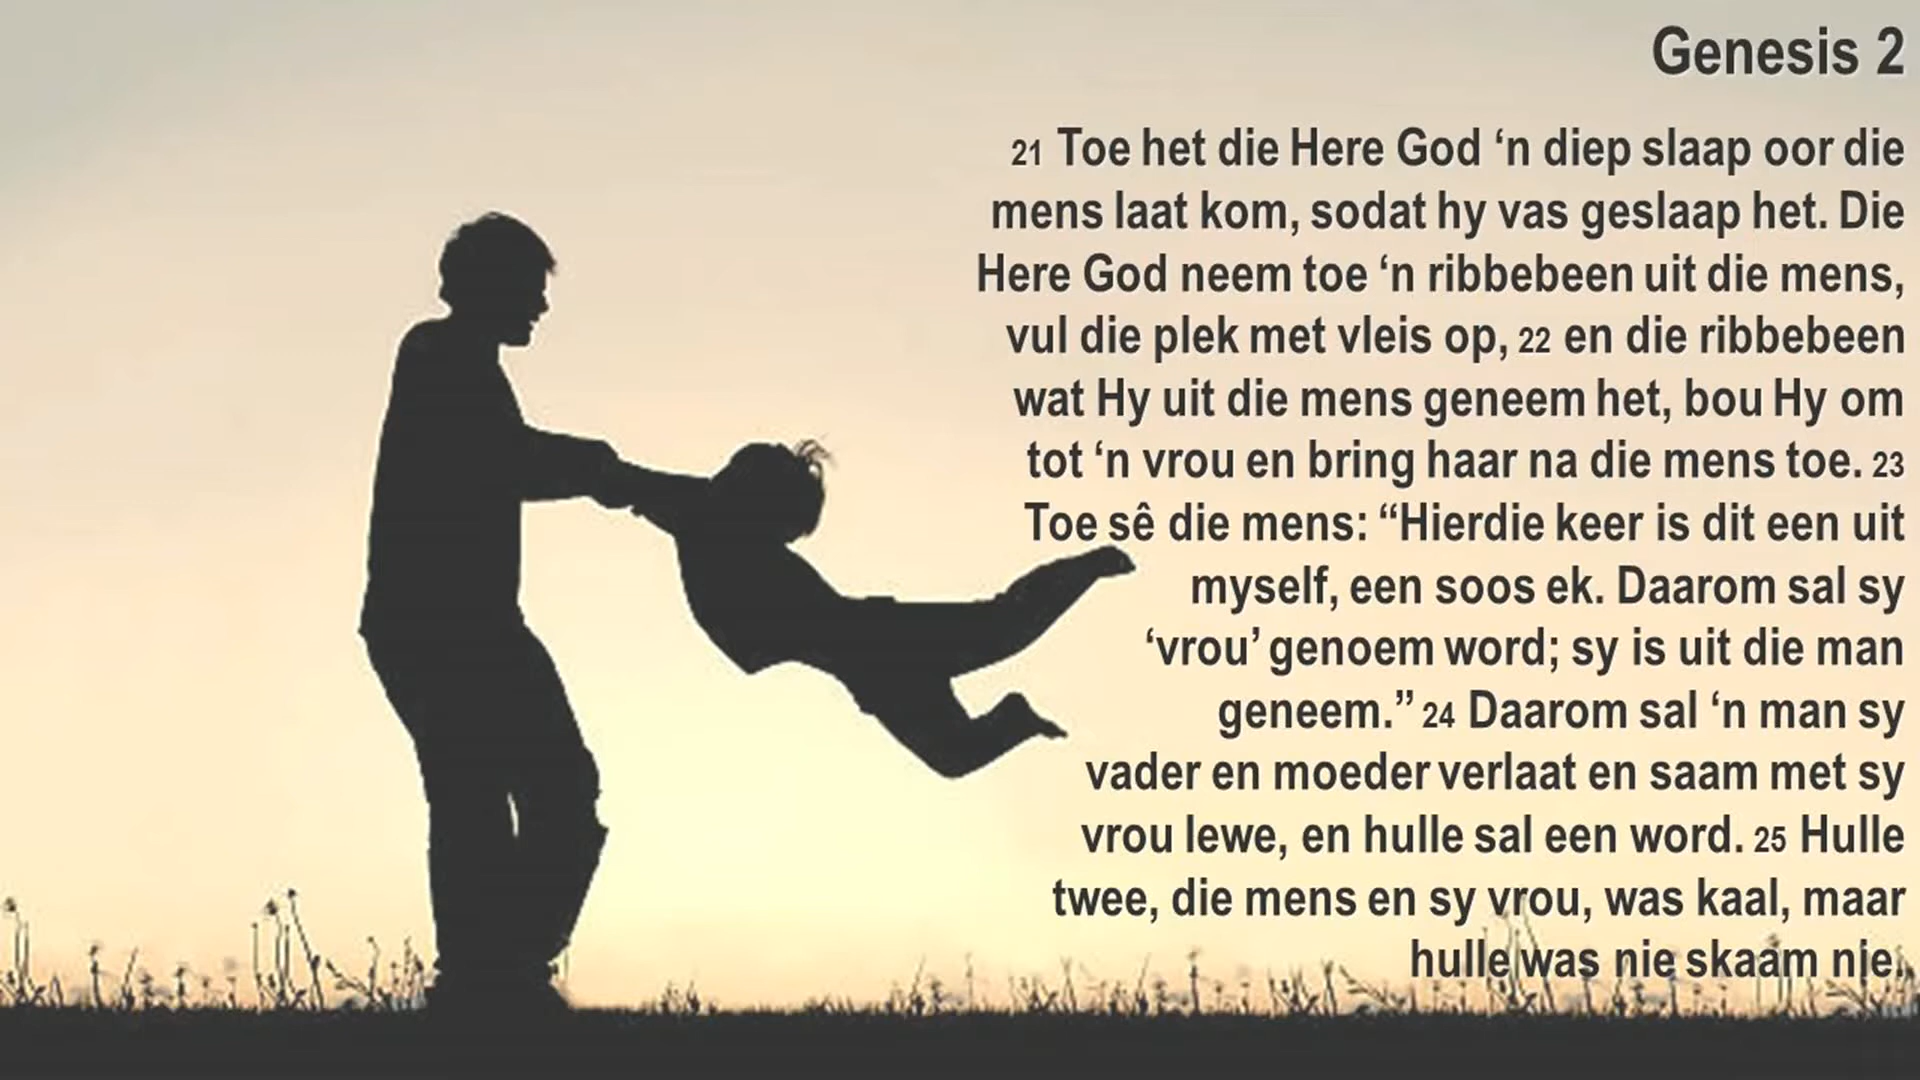 Genesis 2
21 Toe het die Here God ‘n diep slaap oor die
mens laat kom, sodat hy vas geslaap het. Die
Here God neem toe ‘n ribbebeen uit die mens,
vul die plek met vleis op, 22 en die ribbebeen
wat Hy uit die mens geneem het, bou Hy om
tot ‘n vrou en bring haar na die mens toe. 23
Toe sê die mens: “Hierdie keer is dit een uit
myself, een soos ek. Daarom sal sy
‘vrou’ genoem word; sy is uit die man
geneem.” 24 Daarom sal ‘n man sy
vader en moeder verlaat en saam met sy
vrou lewe, en hulle sal een word. 25 Hulle
twee, die mens en sy vrou, was kaal, maar
hulle was nie skaam nie.